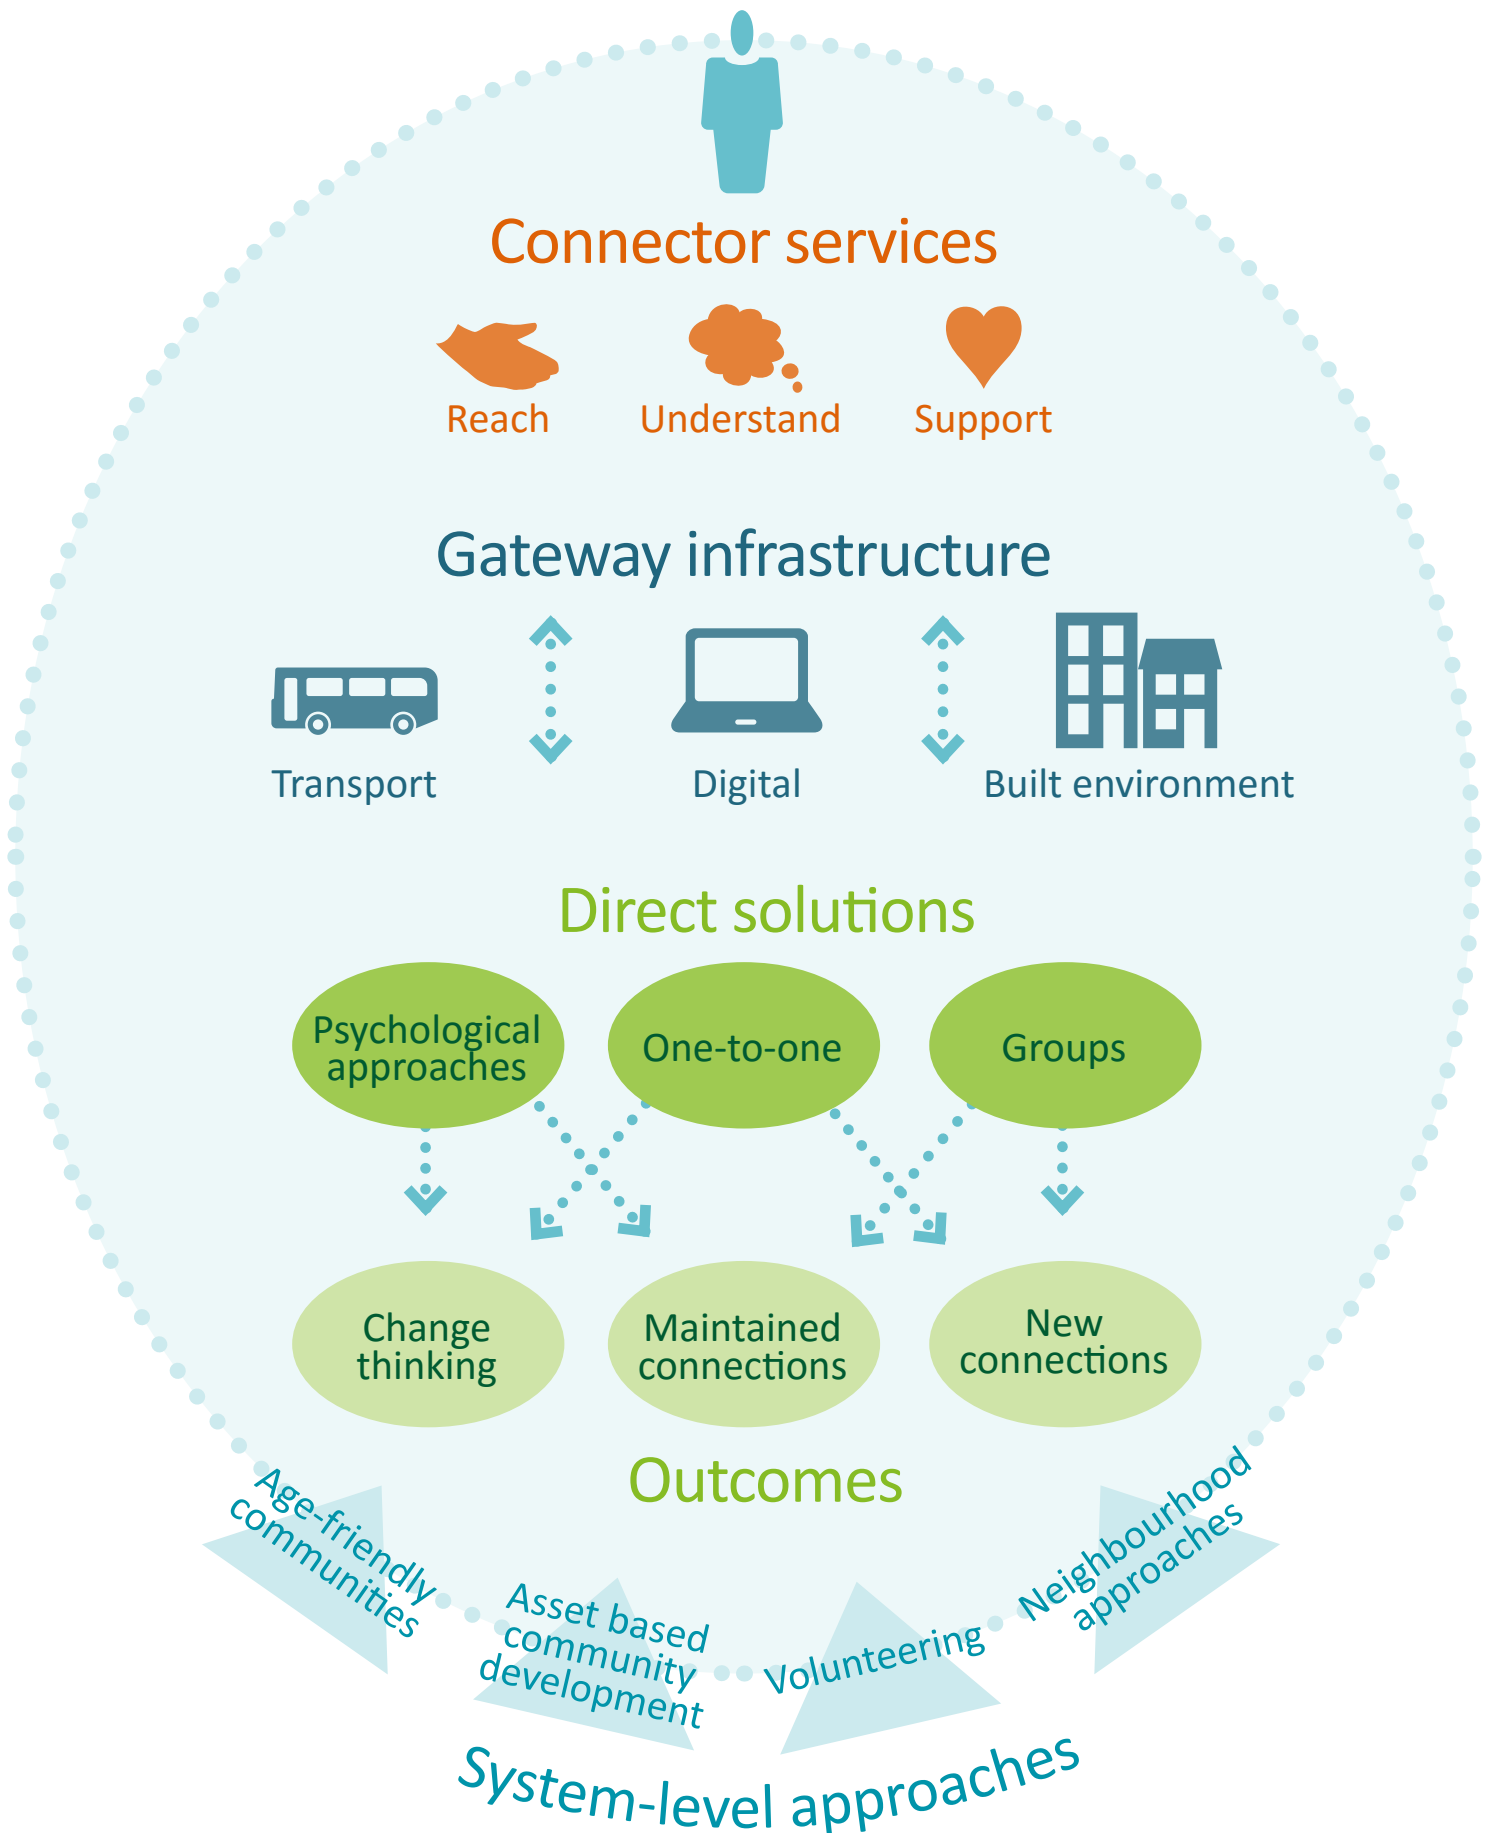 Connector services
Reach
Understand
Support
Gateway infrastructure
Transport
Digital
Built environment
Direct solutions
Psychological
approaches
One-to-one
Groups
Change
thinking
Maintained
connections
New
connections
Outcomes
Age-friendly
communities
Asset based
community
development
Volunteering
Neighbourhood
approaches
System-level approaches